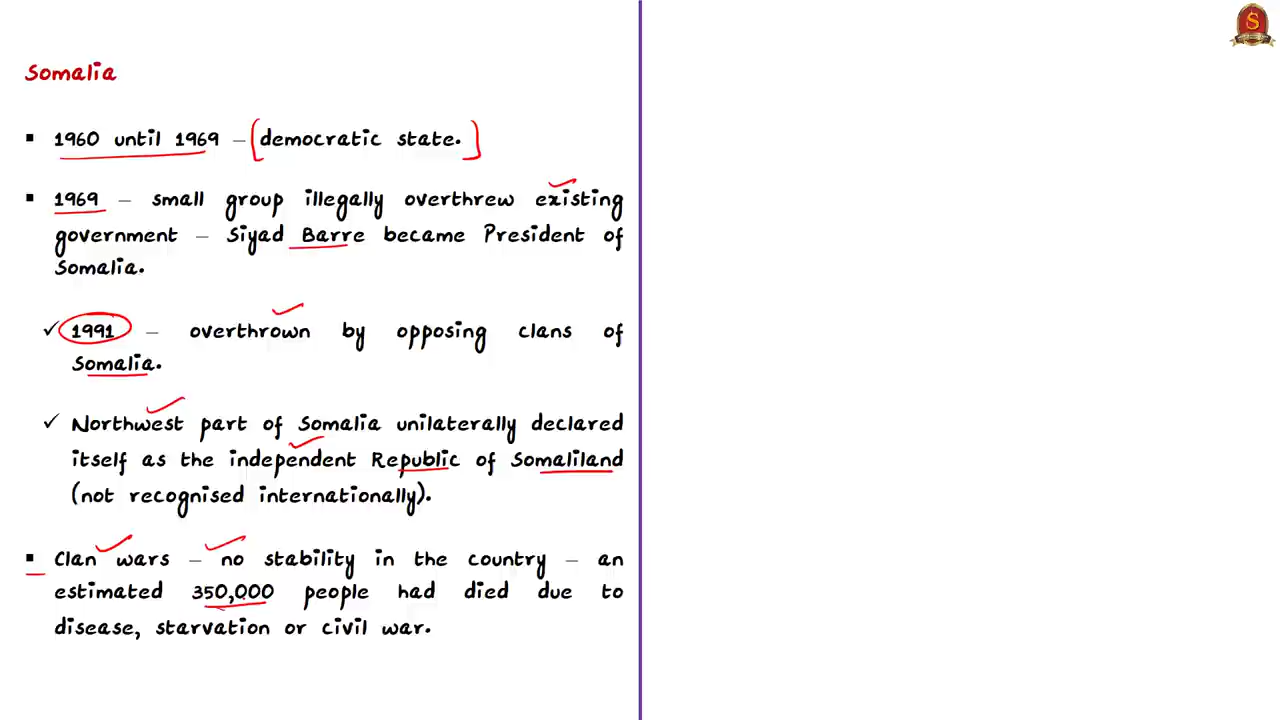 Somalia
▪ 1960 until 1969 – [democratic state.]
▪ 1969 – small group illegally overthrew existing
government – Siyad Barre became President of
Somalia.
✓ 1991 – overthrown by opposing clans of
Somalia.
✓ Northwest part of Somalia unilaterally declared
itself as the independent Republic of Somaliland
(not recognised internationally).
▪ Clan wars – no stability in the country – an
estimated 350,000 people had died due to
disease, starvation or civil war.
S